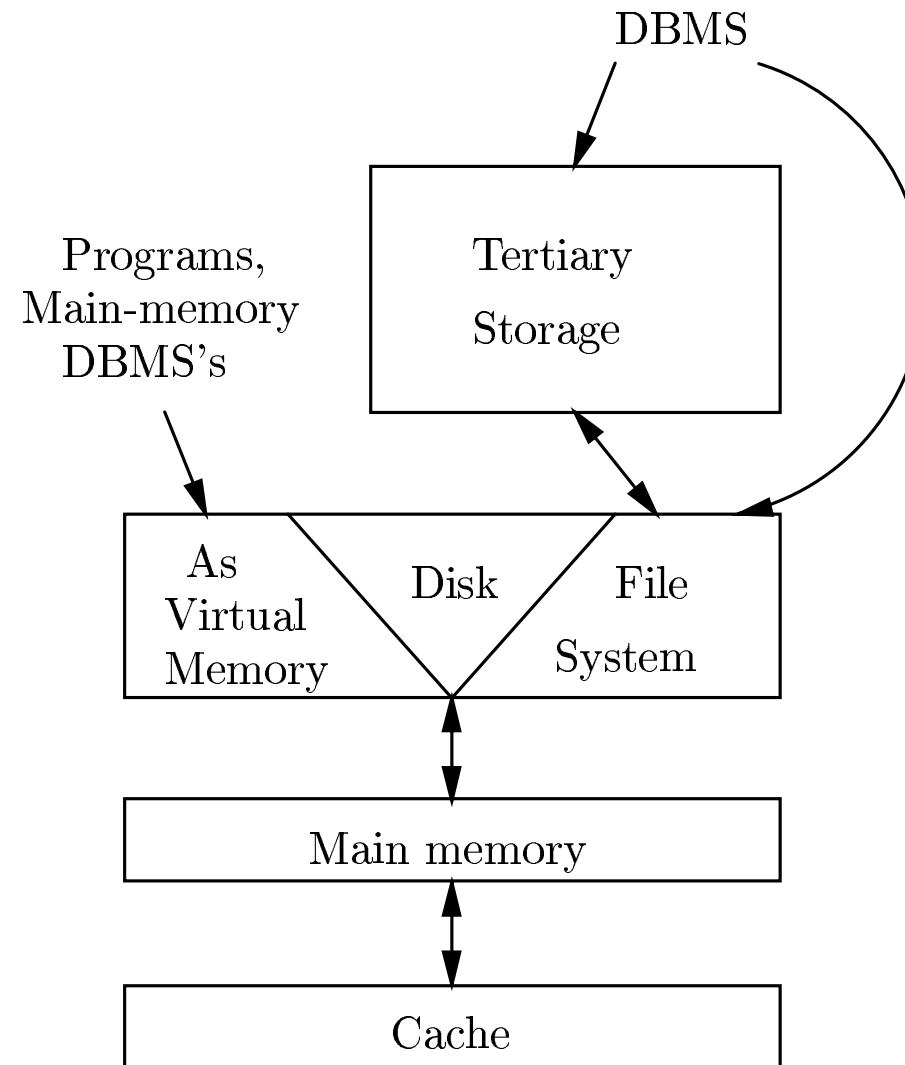 DBMS
Tertiary
Storage
Programs,
Main-memory
DBMS's
As
Virtual
Memory
Disk
File
System
Main memory
Cache